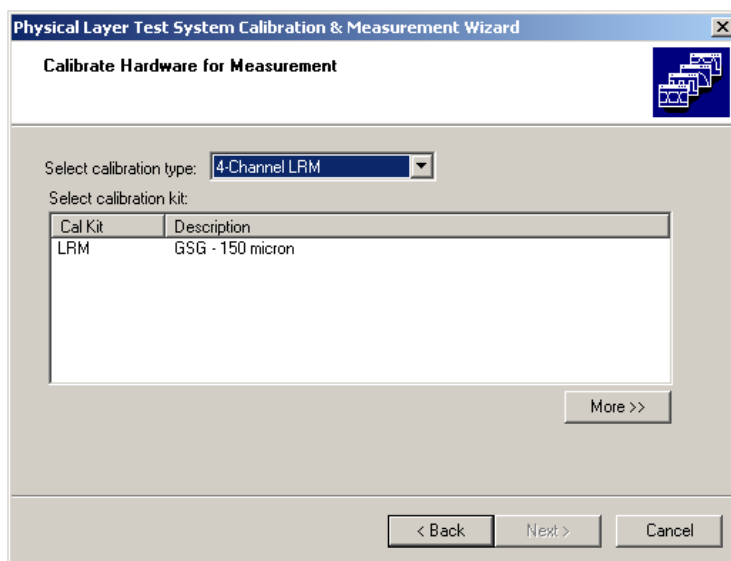 Physical Layer Test System Calibration & Measurement Wizard
Calibrate Hardware for Measurement
Select calibration type: 4-Channel LRM
Select calibration kit:
Cal Kit Description
LRM GSG - 150 micron
More >>
< Back Next > Cancel